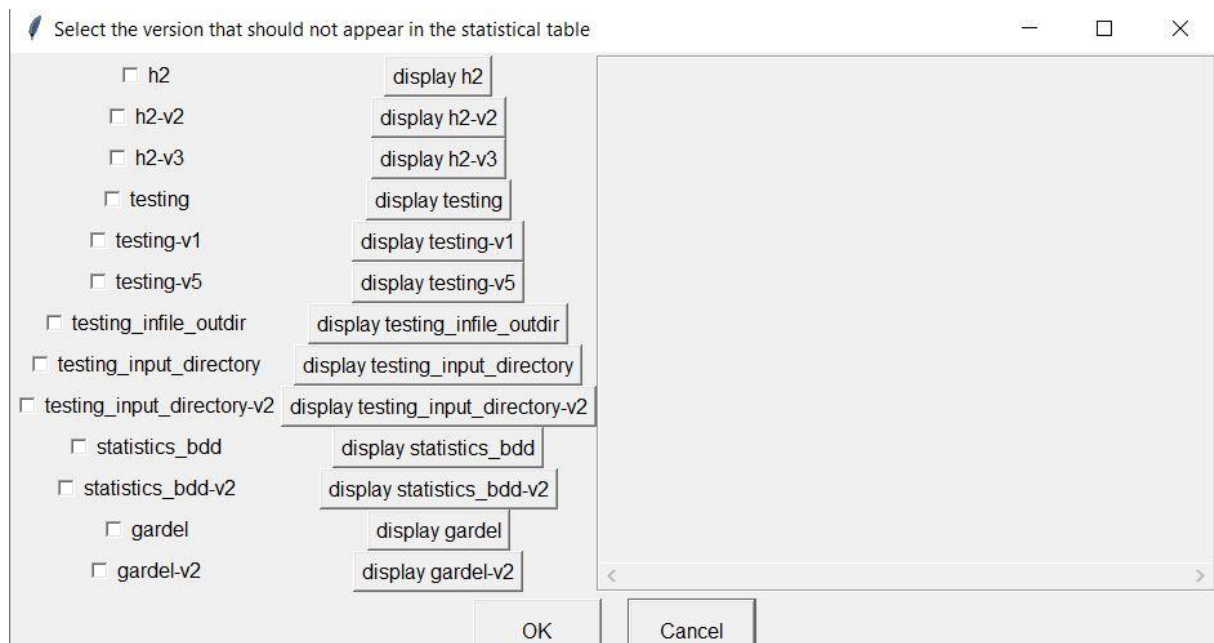 Select the version that should not appear in the statistical table
h2 display h2
h2-v2 display h2-v2
h2-v3 display h2-v3
testing display testing
testing-v1 display testing-v1
testing-v5 display testing-v5
testing_infile_outdir display testing_infile_outdir
testing_input_directory display testing_input_directory
testing_input_directory-v2 display testing_input_directory-v2
statistics_bdd display statistics_bdd
statistics_bdd-v2 display statistics_bdd-v2
gardel display gardel
gardel-v2 display gardel-v2
OK Cancel